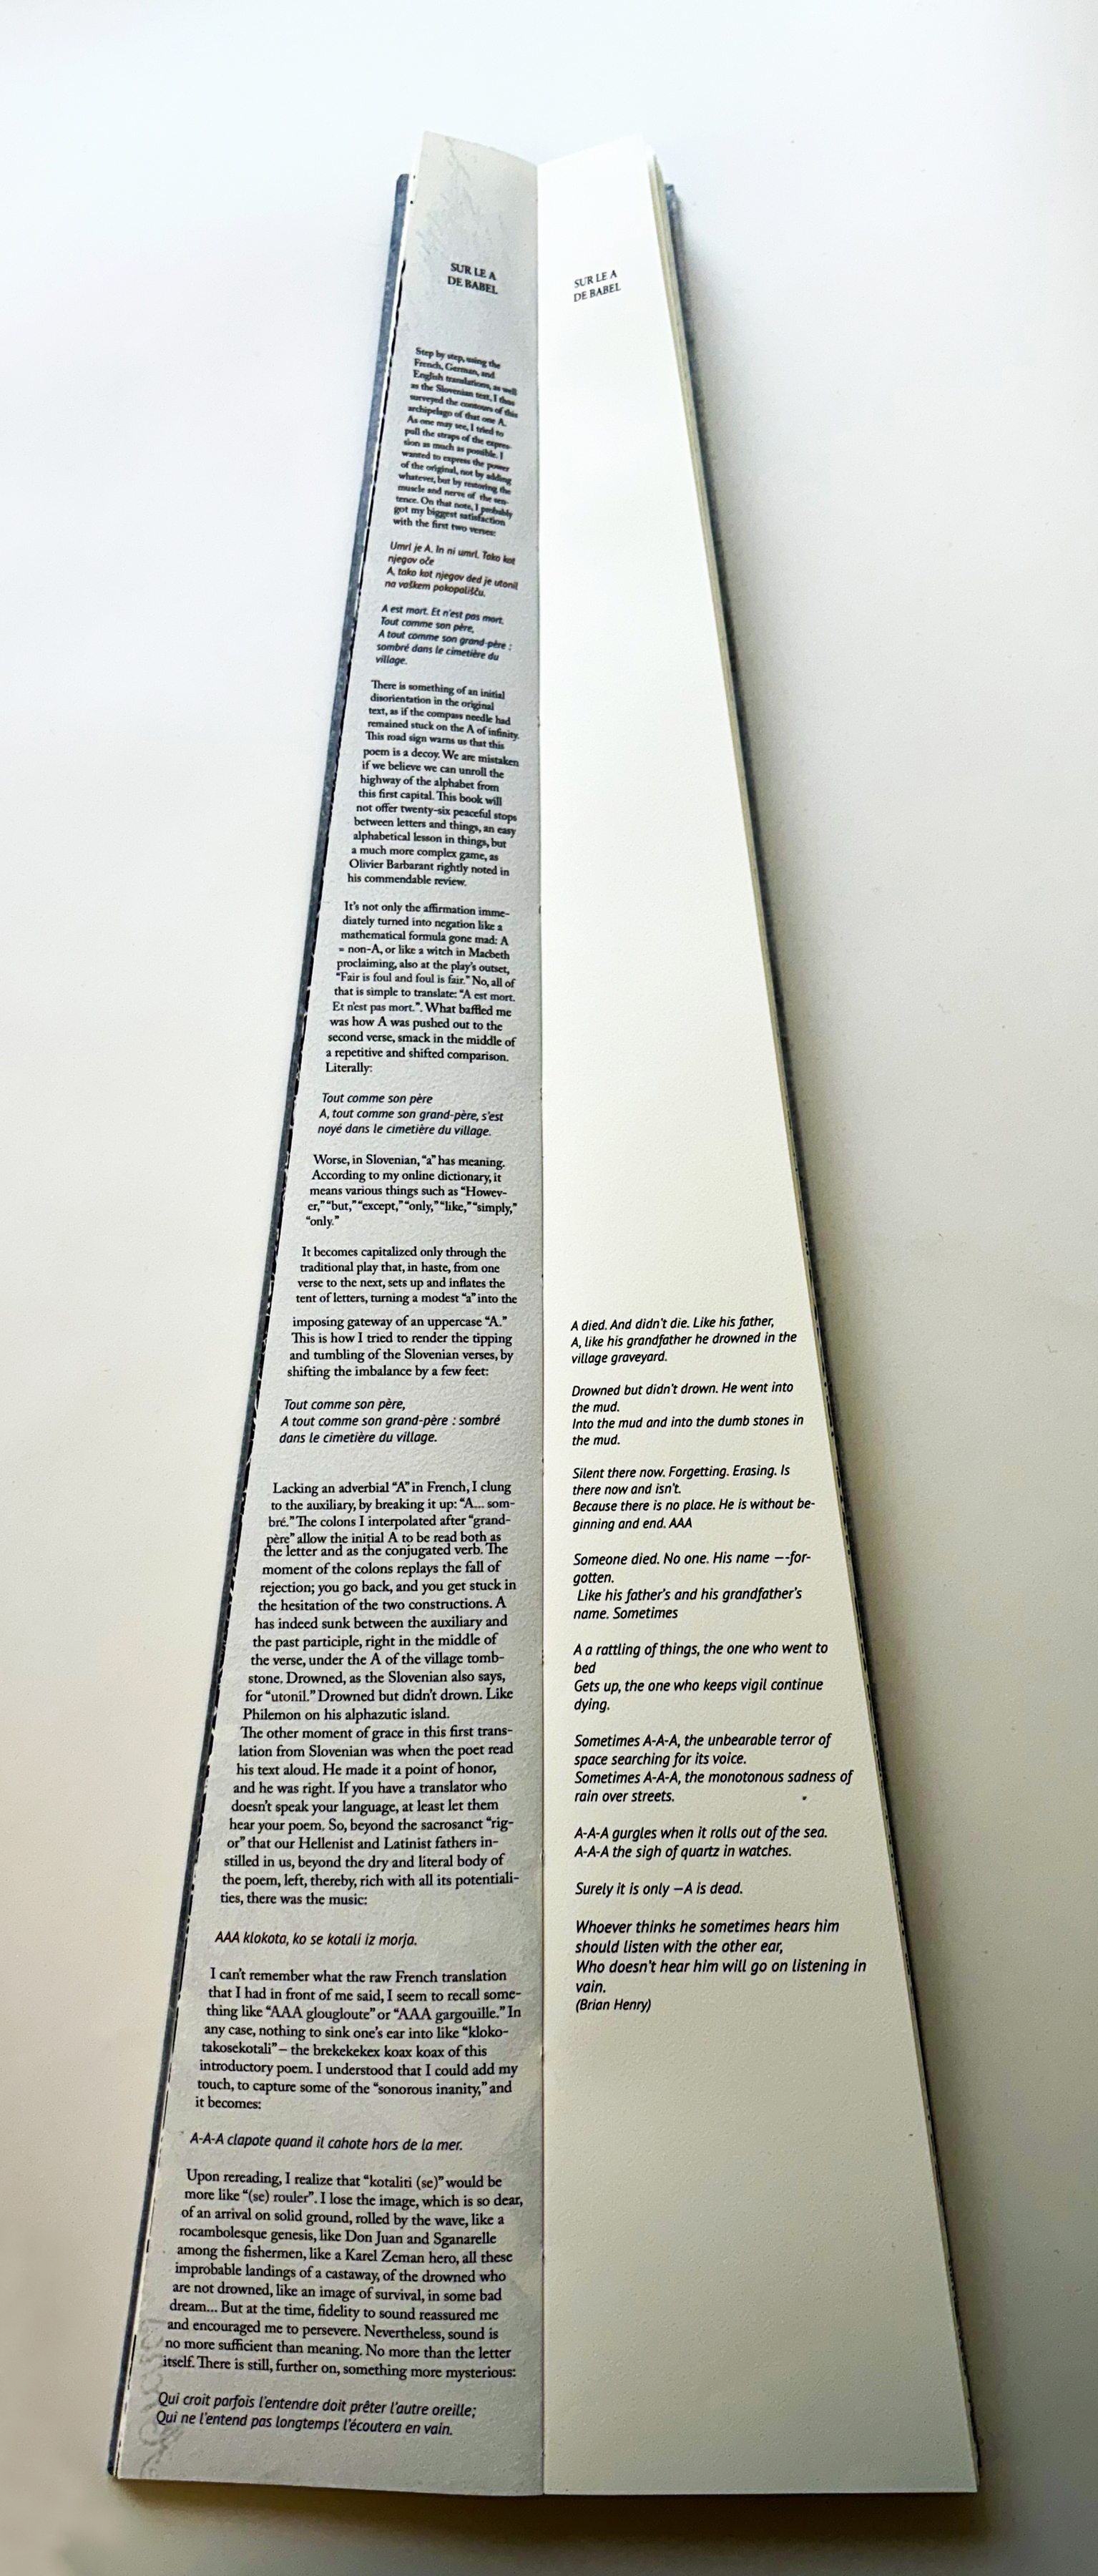 SUR LE A
DE BABEL
Step by step, using the
French, German, and
English translations, as well
as the Slovenian text, I thus
surveyed the contours of this
archipelago of that one A.
As one may see, I tried to
pull the straps of the expres-
sion as much as possible. I
wanted to express the power
of the original, not by adding
whatever, but by restoring the
muscle and nerve of the sen-
tence. On that note, I probably
got my biggest satisfaction
with the first two verses:
Umrl je A. In ni umrl. Tako kot
njegov oče
A, tako kot njegov ded je utonil
na vaškem pokopališču.
A est mort. Et n'est pas mort.
Tout comme son père,
A tout comme son grand-père :
sombré dans le cimetière du
village.
There is something of an initial
disorientation in the original
text, as if the compass needle had
remained stuck on the A of infinity.
This road sign warns us that this
poem is a decoy. We are mistaken
if we believe we can unroll the
highway of the alphabet from
this first capital. This book will
not offer twenty-six peaceful stops
between letters and things, an easy
alphabetical lesson in things, but
a much more complex game, as
Olivier Barbarant rightly noted in
his commendable review.
It's not only the affirmation imme-
diately turned into negation like a
mathematical formula gone mad: A
= non-A, or like a witch in Macbeth
proclaiming, also at the play's outset,
"Fair is foul and foul is fair." No, all of
that is simple to translate: "A est mort.
Et n'est pas mort.". What baffled me
was how A was pushed out to the
second verse, smack in the middle of
a repetitive and shifted comparison.
Literally:
Tout comme son père
A, tout comme son grand-père, s'est
noyé dans le cimetière du village.
Worse, in Slovenian, "a" has meaning.
According to my online dictionary, it
means various things such as "Howev-
er," "but," "except," "only," "like," "simply,"
"only."
It becomes capitalized only through the
traditional play that, in haste, from one
verse to the next, sets up and inflates the
tent of letters, turning a modest "a" into the
imposing gateway of an uppercase "A."
This is how I tried to render the tipping
and tumbling of the Slovenian verses, by
shifting the imbalance by a few feet:
Tout comme son père,
A tout comme son grand-père : sombré
dans le cimetière du village.
Lacking an adverbial "A" in French, I clung
to the auxiliary, by breaking it up: "A... som-
bré." The colons I interpolated after "grand-
père" allow the initial A to be read both as
the letter and as the conjugated verb. The
moment of the colons replays the fall of
rejection; you go back, and you get stuck in
the hesitation of the two constructions. A
has indeed sunk between the auxiliary and
the past participle, right in the middle of
the verse, under the A of the village tomb-
stone. Drowned, as the Slovenian also says,
for "utonil." Drowned but didn't drown. Like
Philemon on his alphazutic island.
The other moment of grace in this first trans-
lation from Slovenian was when the poet read
his text aloud. He made it a point of honor,
and he was right. If you have a translator who
doesn't speak your language, at least let them
hear your poem. So, beyond the sacrosanct "rig-
or" that our Hellenist and Latinist fathers in-
stilled in us, beyond the dry and literal body of
the poem, left, thereby, rich with all its potentiali-
ties, there was the music:
AAA klokota, ko se kotali iz morja.
I can't remember what the raw French translation
that I had in front of me said, I seem to recall some-
thing like "AAA glougloute" or "AAA gargouille." In
any case, nothing to sink one's ear into like "kloko-
takosekotali" – the brekekekex koax koax of this
introductory poem. I understood that I could add my
touch, to capture some of the "sonorous inanity," and
it becomes:
A-A-A clapote quand il cahote hors de la mer.
Upon rereading, I realize that "kotaliti (se)" would be
more like "(se) rouler". I lose the image, which is so dear,
of an arrival on solid ground, rolled by the wave, like a
rocambolesque genesis, like Don Juan and Sganarelle
among the fishermen, like a Karel Zeman hero, all these
improbable landings of a castaway, of the drowned who
are not drowned, like an image of survival, in some bad
dream... But at the time, fidelity to sound reassured me
and encouraged me to persevere. Nevertheless, sound is
no more sufficient than meaning. No more than the letter
itself. There is still, further on, something more mysterious:
Qui croit parfois l'entendre doit prêter l'autre oreille;
Qui ne l'entend pas longtemps l'écoutera en vain.
SUR LE A
DE BABEL
A died. And didn't die. Like his father,
A, like his grandfather he drowned in the
village graveyard.
Drowned but didn't drown. He went into
the mud.
Into the mud and into the dumb stones in
the mud.
Silent there now. Forgetting. Erasing. Is
there now and isn't.
Because there is no place. He is without be-
ginning and end. AAA
Someone died. No one. His name —-for-
gotten.
Like his father's and his grandfather's
name. Sometimes
A a rattling of things, the one who went to
bed
Gets up, the one who keeps vigil continue
dying.
Sometimes A-A-A, the unbearable terror of
space searching for its voice.
Sometimes A-A-A, the monotonous sadness of
rain over streets.
A-A-A gurgles when it rolls out of the sea.
A-A-A the sigh of quartz in watches.
Surely it is only —A is dead.
Whoever thinks he sometimes hears him
should listen with the other ear,
Who doesn't hear him will go on listening in
vain.
(Brian Henry)